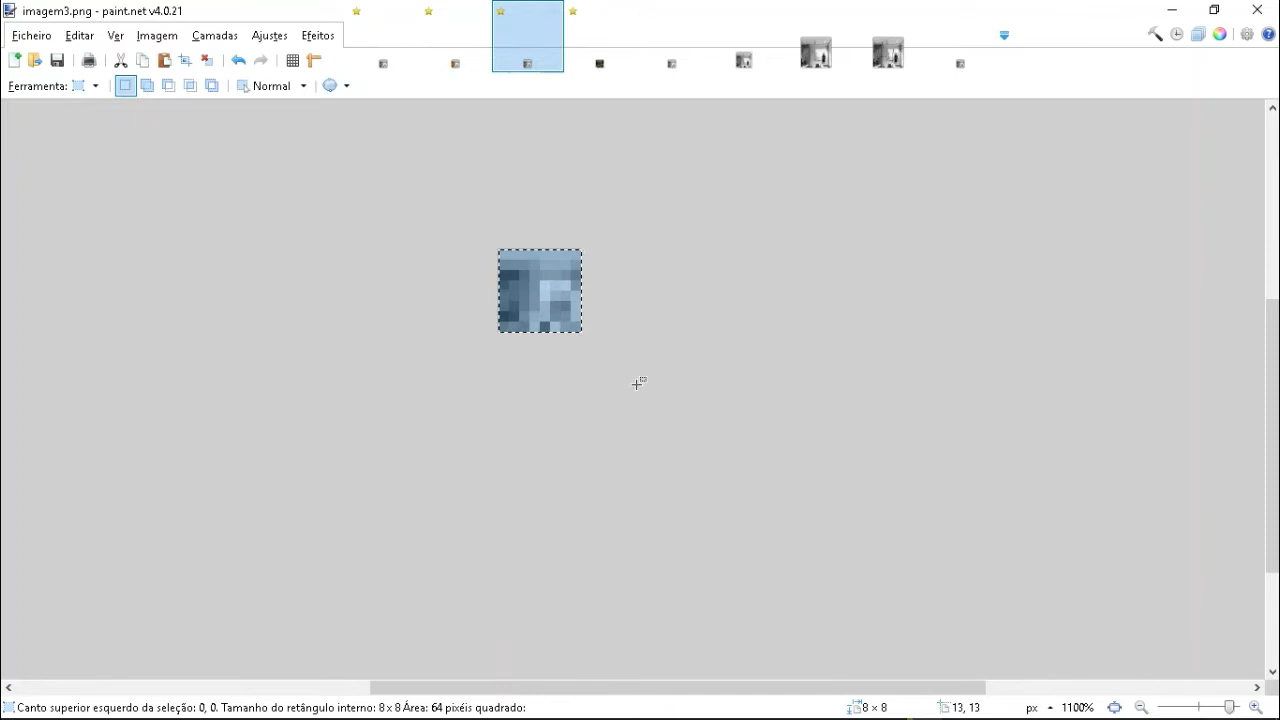 imagem3.png - paint.net v4.0.21
Ficheiro Editar Ver Imagem Camadas Ajustes Efeitos
Ferramenta: Normal
Canto superior esquerdo da seleção: 0, 0. Tamanho do retângulo interno: 8 x 8 Área: 64 pixéis quadrado: 8 x 8 13, 13 px 1100%